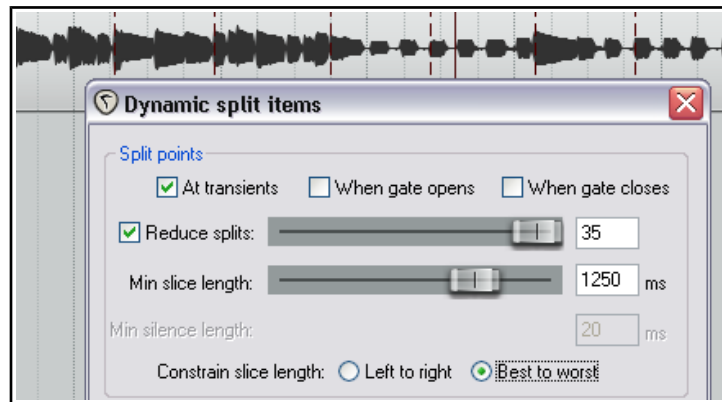 Dynamic split items
Split points
At transients When gate opens When gate closes
Reduce splits: 35
Min slice length: 1250 ms
Min silence length: 20 ms
Constrain slice length: Left to right Best to worst